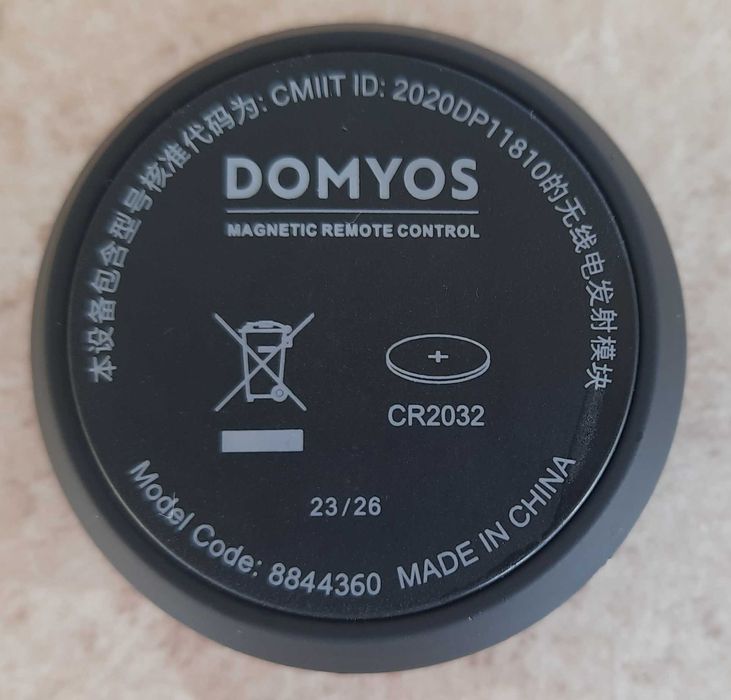 本设备包含型号核准代码为: CMIIT ID: 2020DP11810的无线电发射模块
DOMYOS
MAGNETIC REMOTE CONTROL
+
CR2032
23/26
Model Code: 8844360 MADE IN CHINA